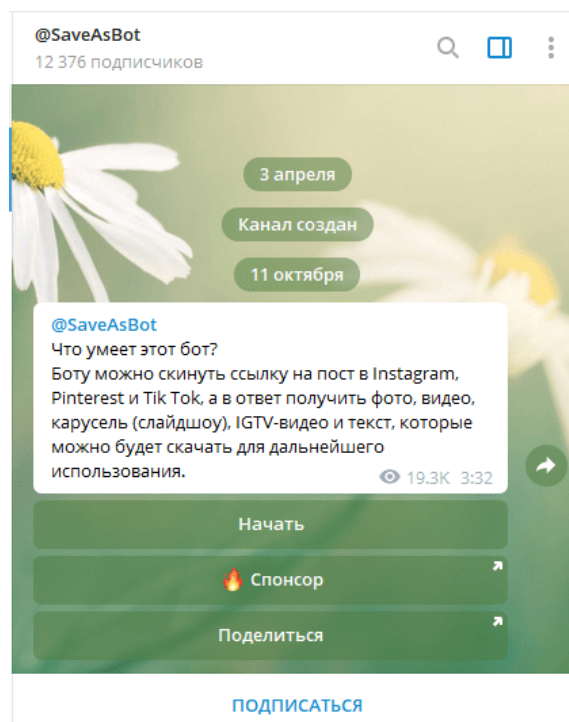 @SaveAsBot
12 376 подписчиков
3 апреля
Канал создан
11 октября
@SaveAsBot
Что умеет этот бот?
Боту можно скинуть ссылку на пост в Instagram,
Pinterest и Tik Tok, а в ответ получить фото, видео,
карусель (слайдшоу), IGTV-видео и текст, которые
можно будет скачать для дальнейшего
использования.
19.3K 3:32
Начать
🔥 Спонсор
Поделиться
ПОДПИСАТЬСЯ